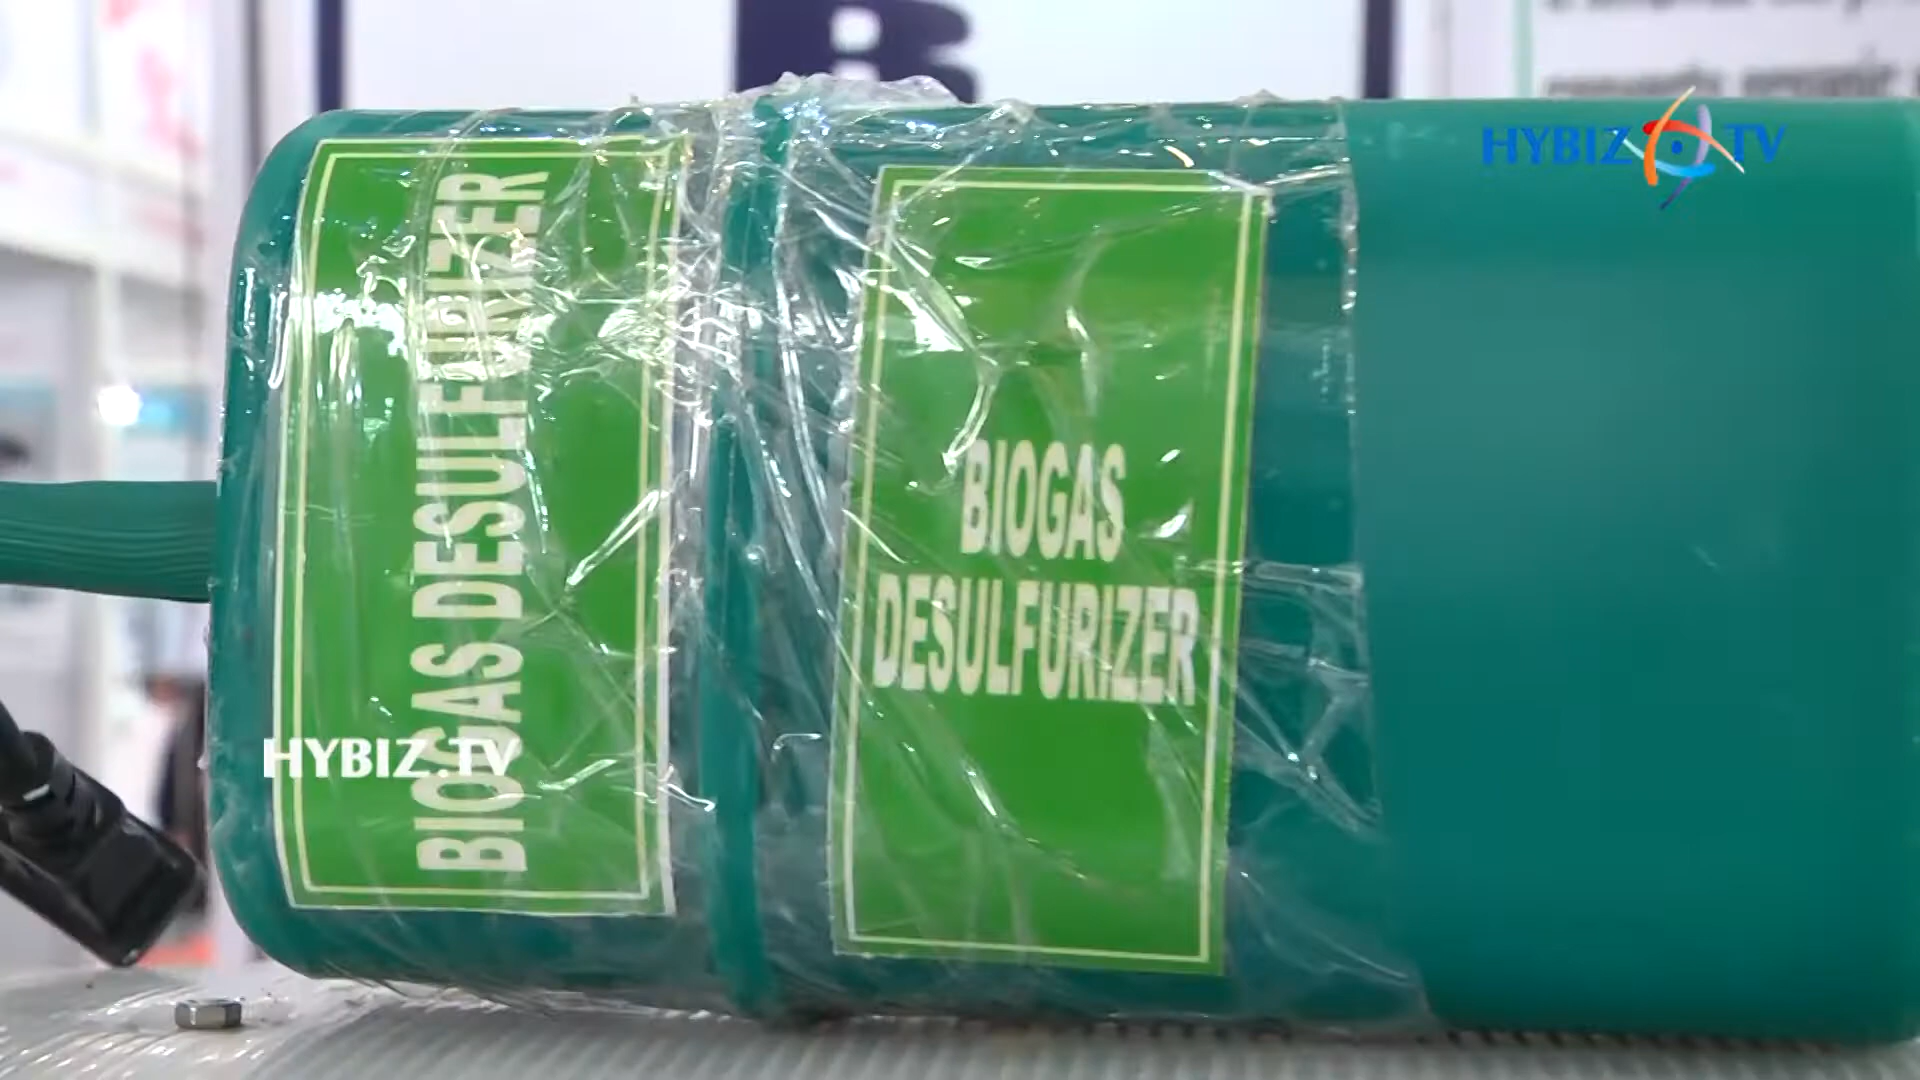 HYBIZ TV
BIOGAS DESULFURIZER
BIOGAS
DESULFURIZER
HYBIZ.TV